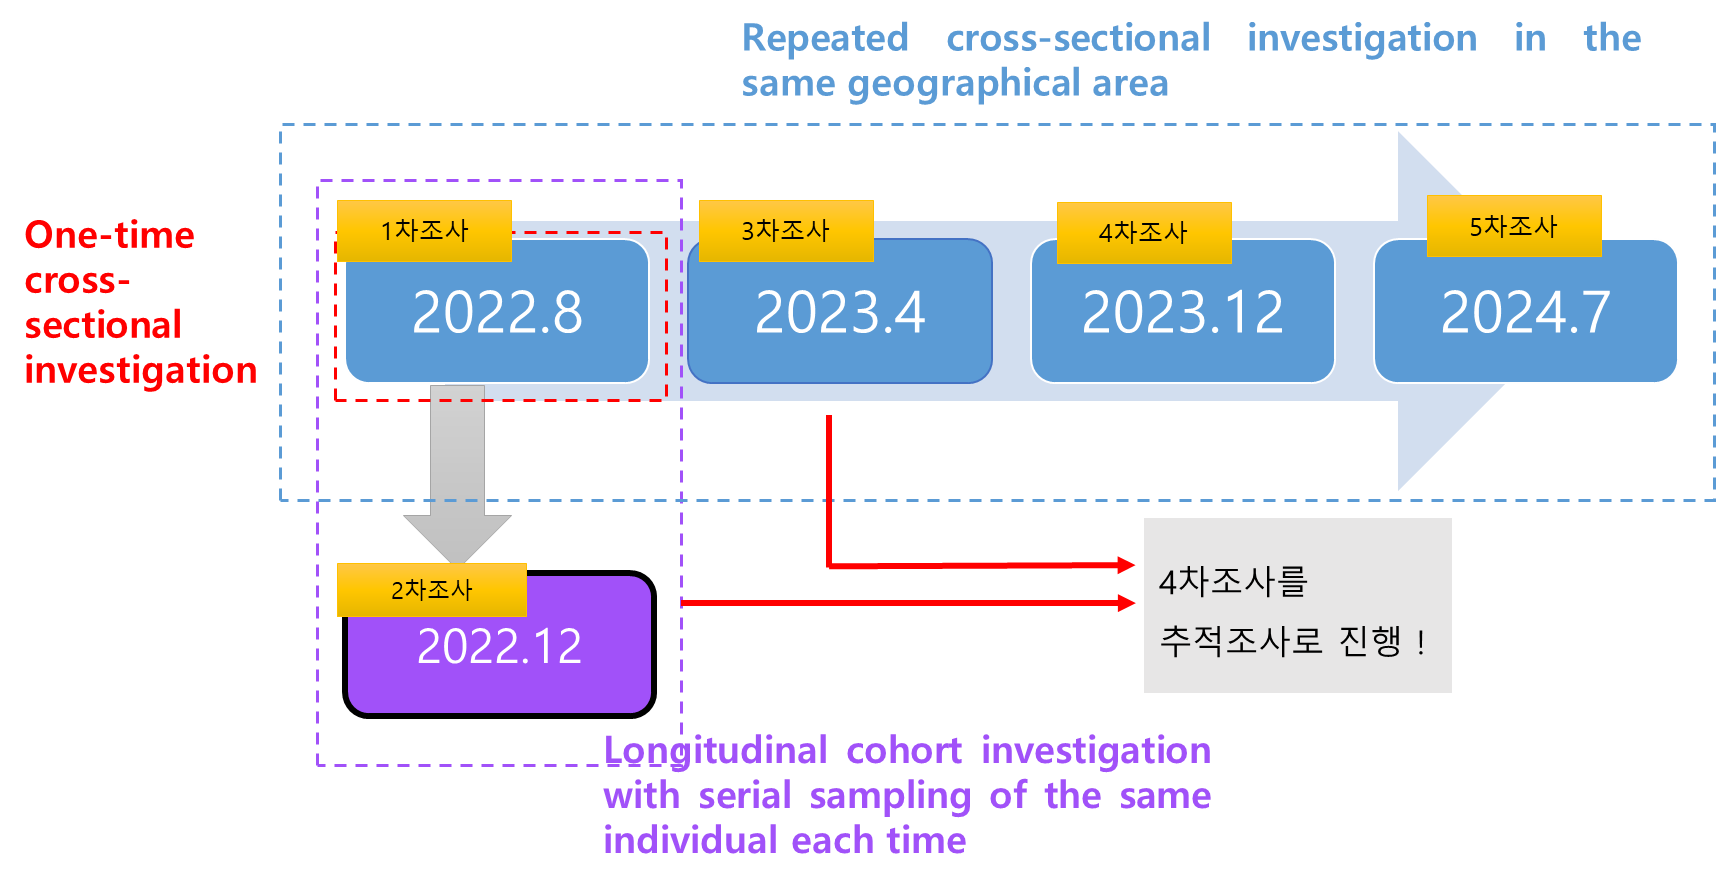 Repeated cross-sectional investigation in the
same geographical area
One-time
cross-
sectional
investigation
1차조사
2022.8
3차조사
2023.4
4차조사
2023.12
5차조사
2024.7
2차조사
2022.12
4차조사를
추적조사로 진행 !
Longitudinal cohort investigation
with serial sampling of the same
individual each time